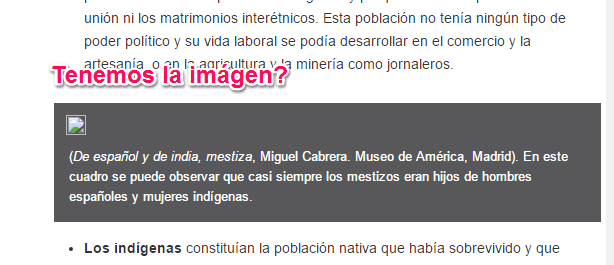 unión ni los matrimonios interétnicos. Esta población no tenía ningún tipo de
poder político y su vida laboral se podía desarrollar en el comercio y la
artesanía, o en la agricultura y la minería como jornaleros.
Tenemos la imagen?
(De español y de india, mestiza, Miguel Cabrera. Museo de América, Madrid). En este
cuadro se puede observar que casi siempre los mestizos eran hijos de hombres
españoles y mujeres indígenas.
• Los indígenas constituían la población nativa que había sobrevivido y que